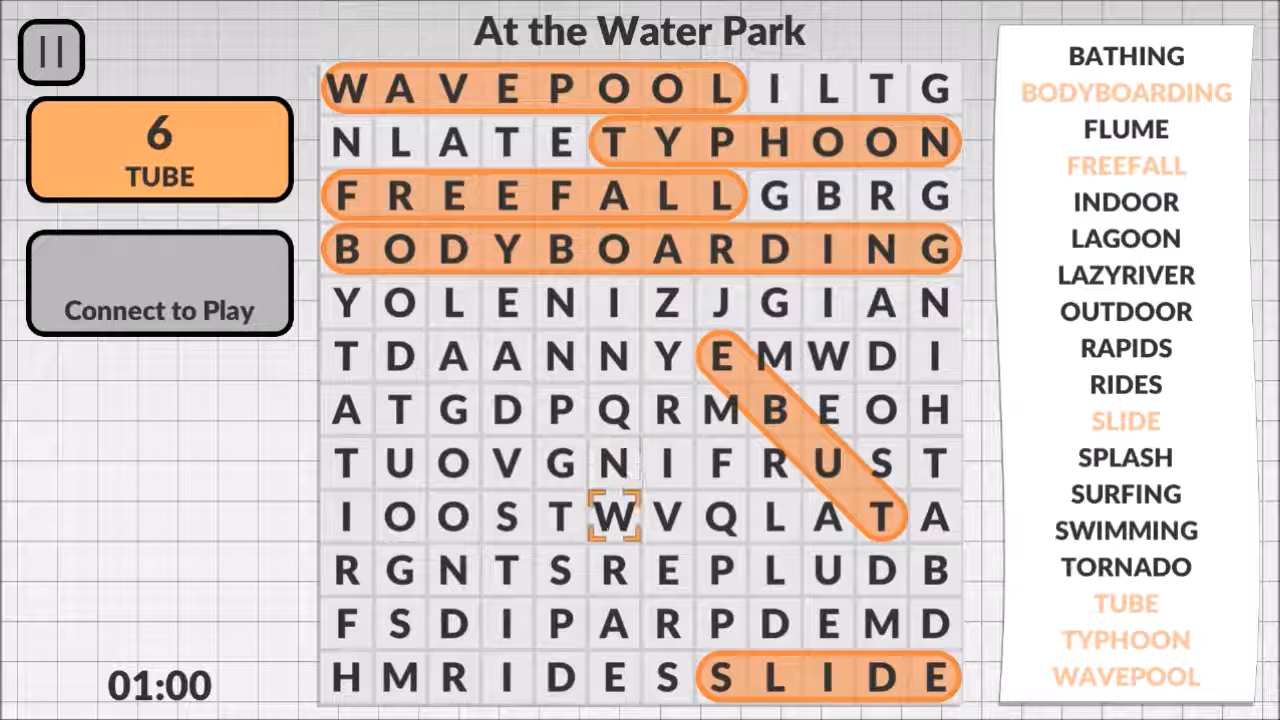 At the Water Park
6
TUBE
Connect to Play
01:00
W A V E P O O L I L T G
N L A T E T Y P H O O N
F R E E F A L L G B R G
B O D Y B O A R D I N G
Y O L E N I Z J G I A N
T D A A N N Y E M W D I
A T G D P Q R M B E O H
T U O V G N I F R U S T
I O O S T W V Q L A T A
R G N T S R E P L U D B
F S D I P A R P D E M D
H M R I D E S S L I D E
BATHING
BODYBOARDING
FLUME
FREEFALL
INDOOR
LAGOON
LAZYRIVER
OUTDOOR
RAPIDS
RIDES
SLIDE
SPLASH
SURFING
SWIMMING
TORNADO
TUBE
TYPHOON
WAVEPOOL